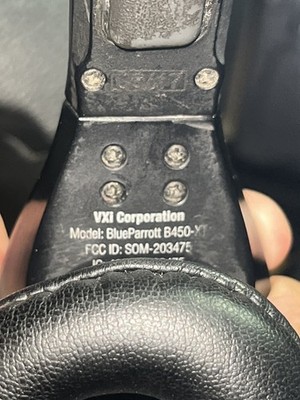 VXI Corporation
Model: BlueParrott B450-XT
FCC ID: SOM-203475